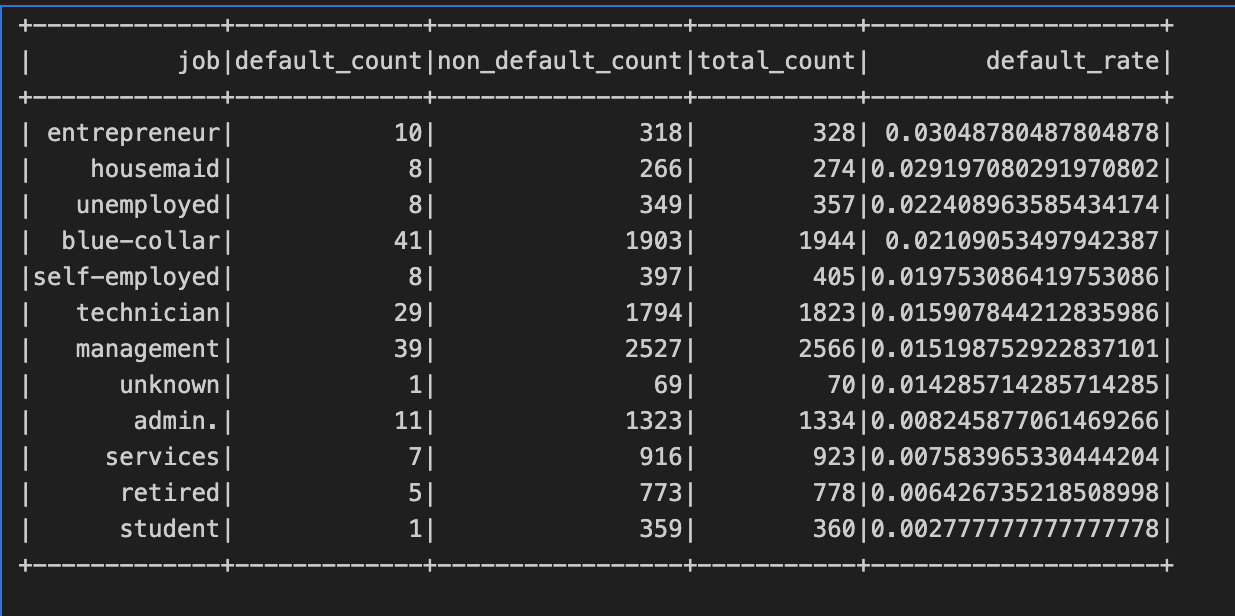 +-------------+-------------+-----------------+-----------+--------------------+
|          job|default_count|non_default_count|total_count|        default_rate|
+-------------+-------------+-----------------+-----------+--------------------+
| entrepreneur|           10|              318|        328| 0.03048780487804878|
|    housemaid|            8|              266|        274|0.029197080291970802|
|   unemployed|            8|              349|        357|0.022408963585434174|
|  blue-collar|           41|             1903|       1944| 0.02109053497942387|
|self-employed|            8|              397|        405|0.019753086419753086|
|   technician|           29|             1794|       1823|0.015907844212835986|
|   management|           39|             2527|       2566|0.015198752922837101|
|      unknown|            1|               69|         70|0.014285714285714285|
|       admin.|           11|             1323|       1334|0.008245877061469266|
|     services|            7|              916|        923|0.007583965330444204|
|      retired|            5|              773|        778|0.006426735218508998|
|      student|            1|              359|        360|0.002777777777777778|
+-------------+-------------+-----------------+-----------+--------------------+